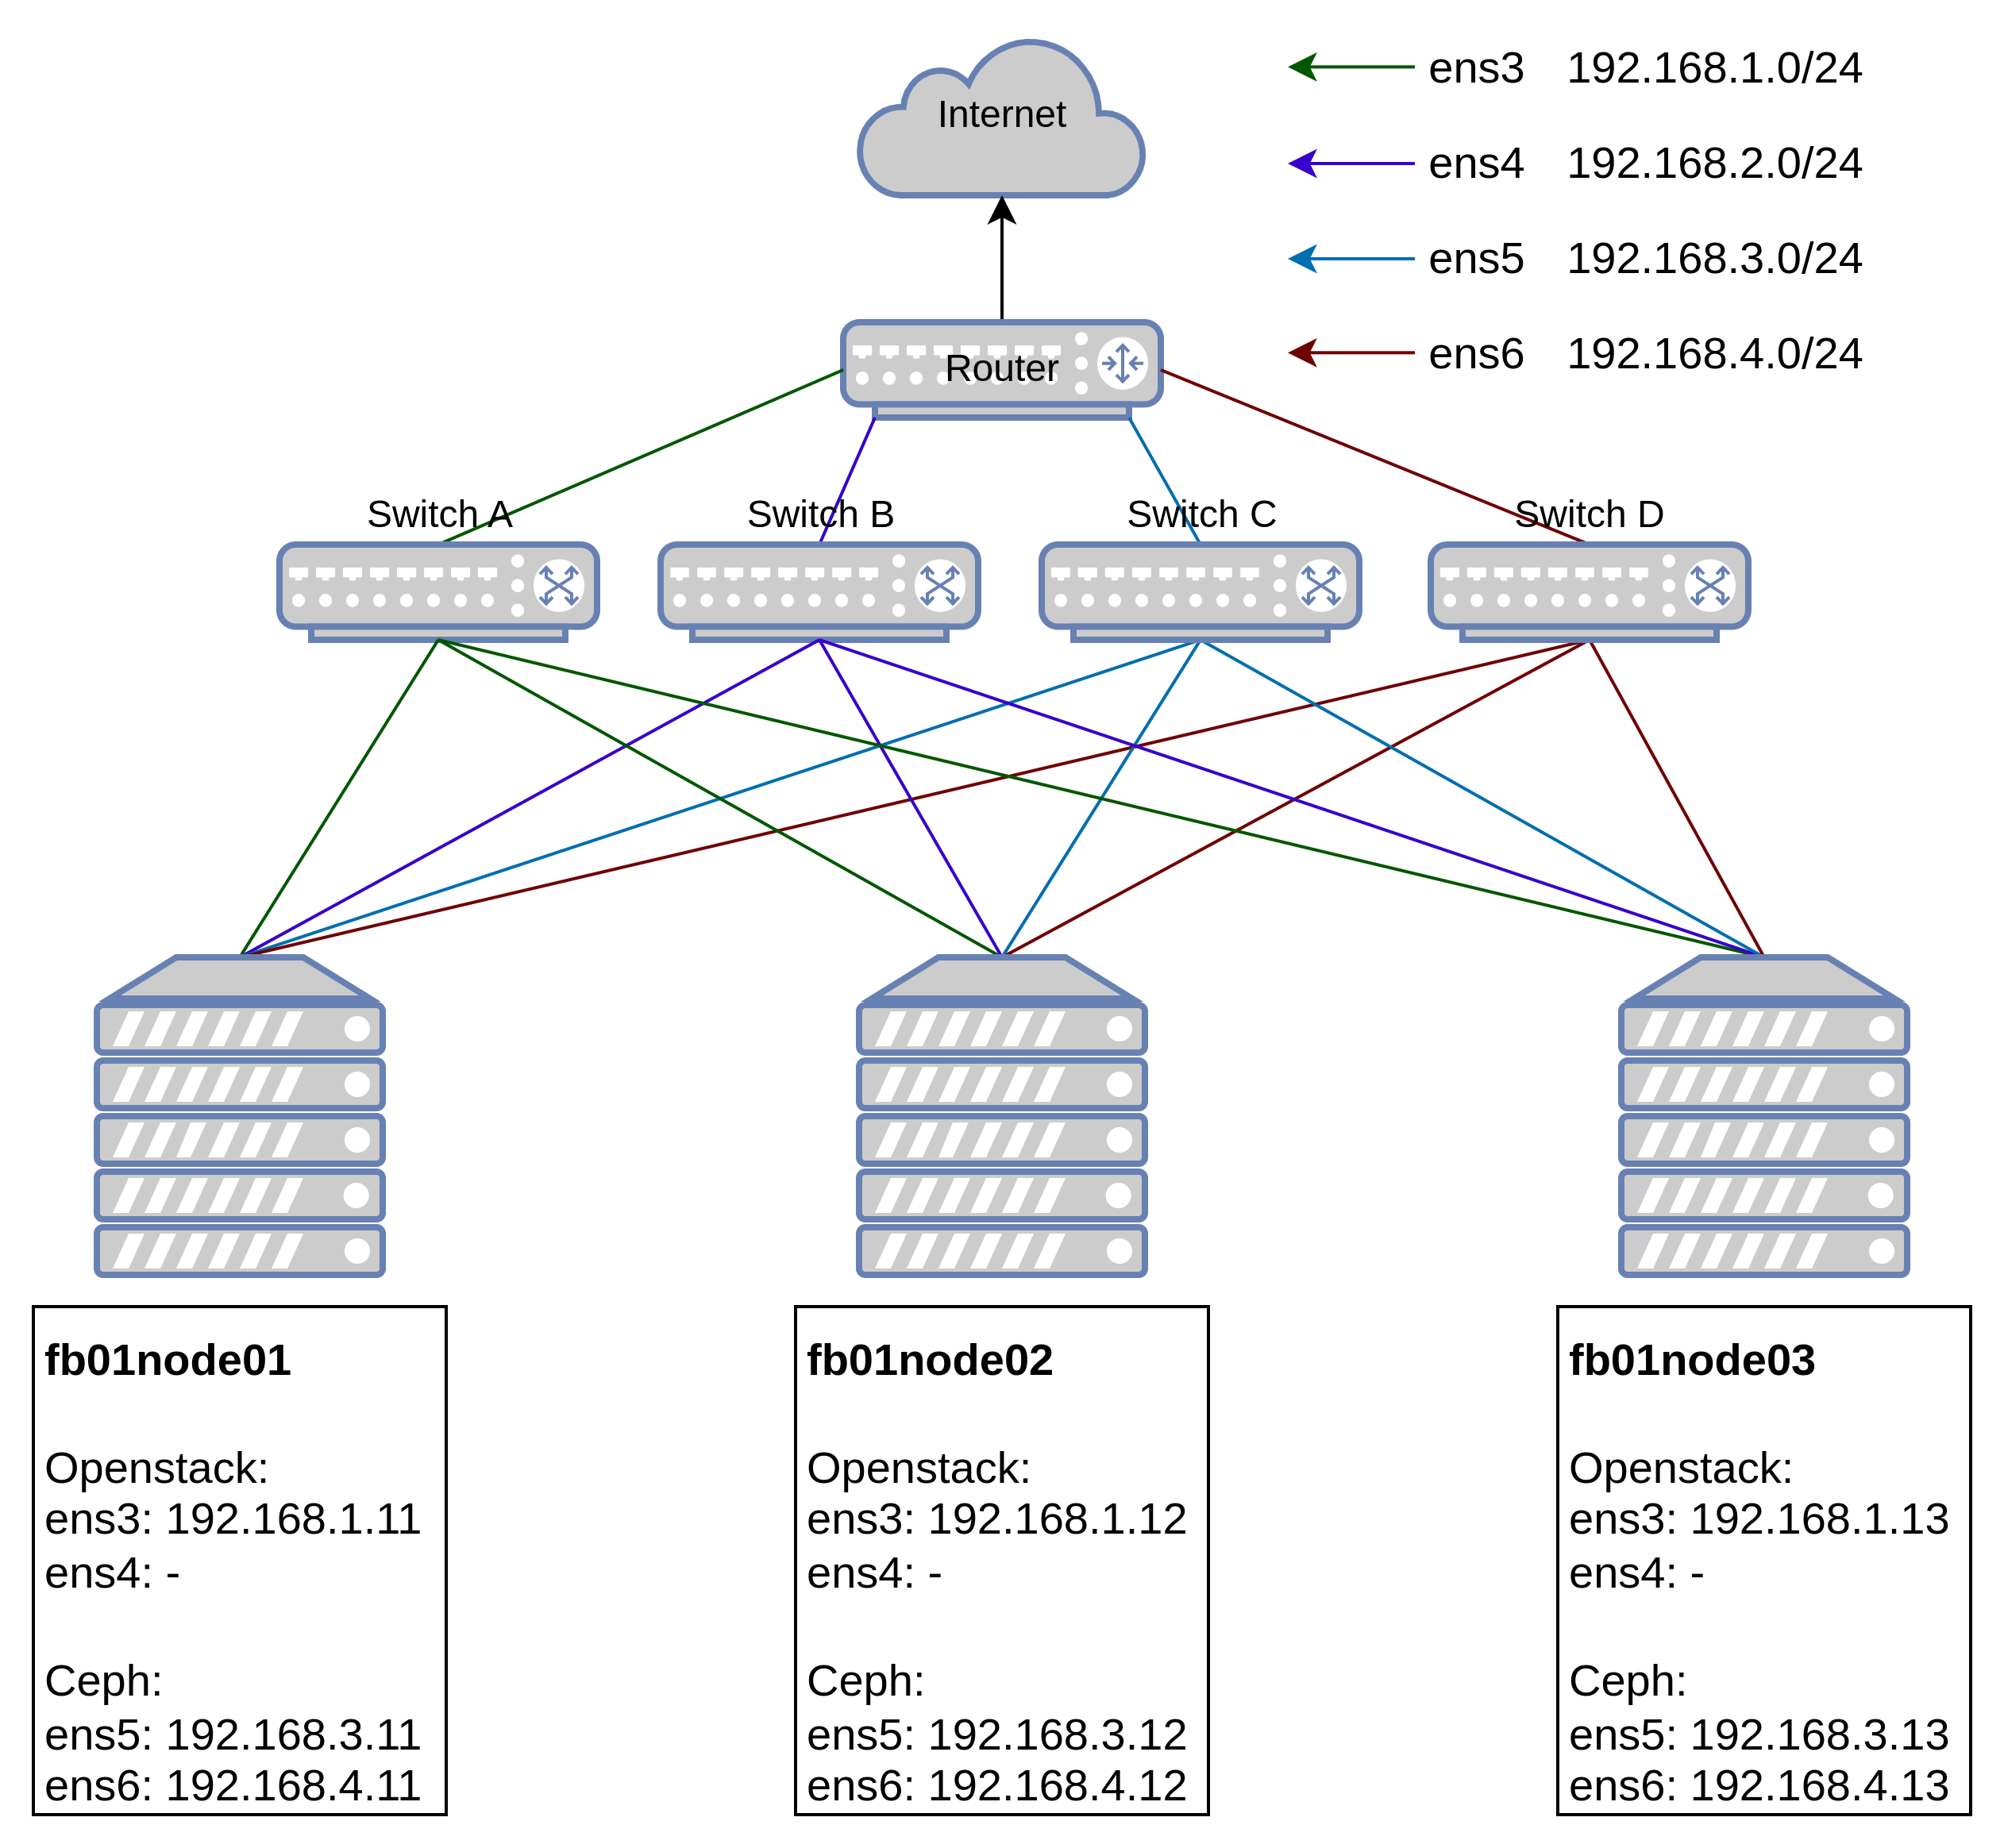 Internet
ens3 192.168.1.0/24
ens4 192.168.2.0/24
ens5 192.168.3.0/24
ens6 192.168.4.0/24
Router
Switch A
Switch B
Switch C
Switch D
fb01node01
Openstack:
ens3: 192.168.1.11
ens4: -
Ceph:
ens5: 192.168.3.11
ens6: 192.168.4.11
fb01node02
Openstack:
ens3: 192.168.1.12
ens4: -
Ceph:
ens5: 192.168.3.12
ens6: 192.168.4.12
fb01node03
Openstack:
ens3: 192.168.1.13
ens4: -
Ceph:
ens5: 192.168.3.13
ens6: 192.168.4.13